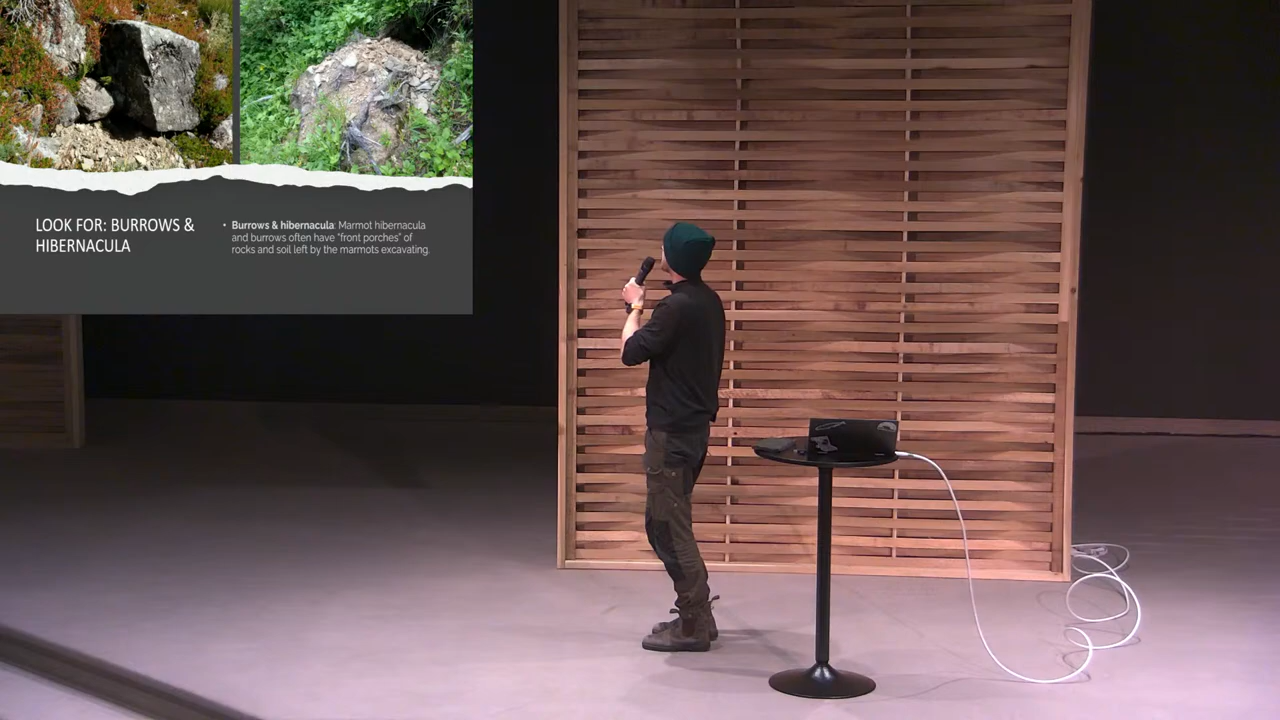 LOOK FOR: BURROWS &
HIBERNACULA
• Burrows & hibernacula: Marmot hibernacula
and burrows often have "front porches" of
rocks and soil left by the marmots excavating.